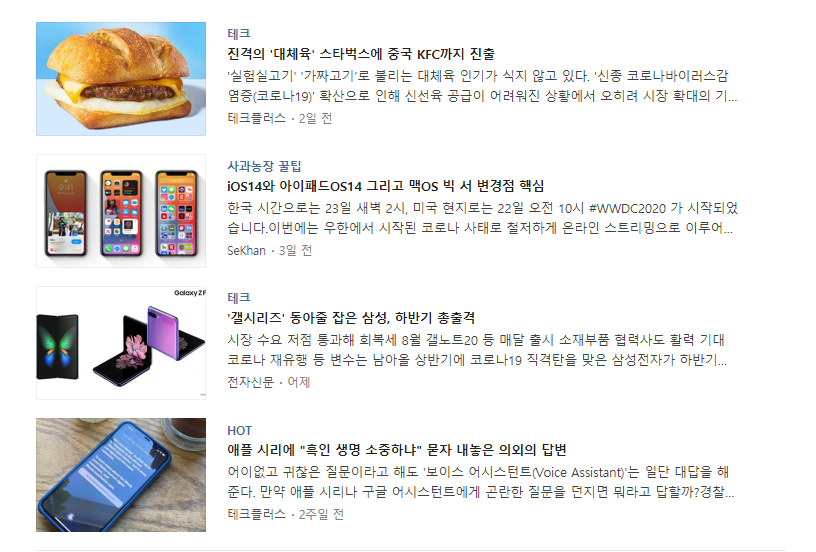 테크
진격의 '대체육' 스타벅스에 중국 KFC까지 진출
'실험실고기' '가짜고기'로 불리는 대체육 인기가 식지 않고 있다. '신종 코로나바이러스감
염증(코로나19)' 확산으로 인해 신선육 공급이 어려워진 상황에서 오히려 시장 확대의 기...
테크플러스 · 2일 전
사과농장 꿀팁
iOS14와 아이패드OS14 그리고 맥OS 빅 서 변경점 핵심
한국 시간으로는 23일 새벽 2시, 미국 현지로는 22일 오전 10시 #WWDC2020 가 시작되었
습니다.이번에는 우한에서 시작된 코로나 사태로 철저하게 온라인 스트리밍으로 이루어...
SeKhan · 3일 전
Galaxy Z F
테크
'갤시리즈' 동아줄 잡은 삼성, 하반기 총출격
시장 수요 저점 통과해 회복세 8월 갤노트20 등 매달 출시 소재부품 협력사도 활력 기대
코로나 재유행 등 변수는 남아올 상반기에 코로나19 직격탄을 맞은 삼성전자가 하반기...
전자신문 · 어제
HOT
애플 시리에 "흑인 생명 소중하냐" 묻자 내놓은 의외의 답변
어이없고 귀찮은 질문이라고 해도 '보이스 어시스턴트(Voice Assistant)'는 일단 대답을 해
준다. 만약 애플 시리나 구글 어시스턴트에게 곤란한 질문을 던지면 뭐라고 답할까?경찰...
테크플러스 · 2주일 전